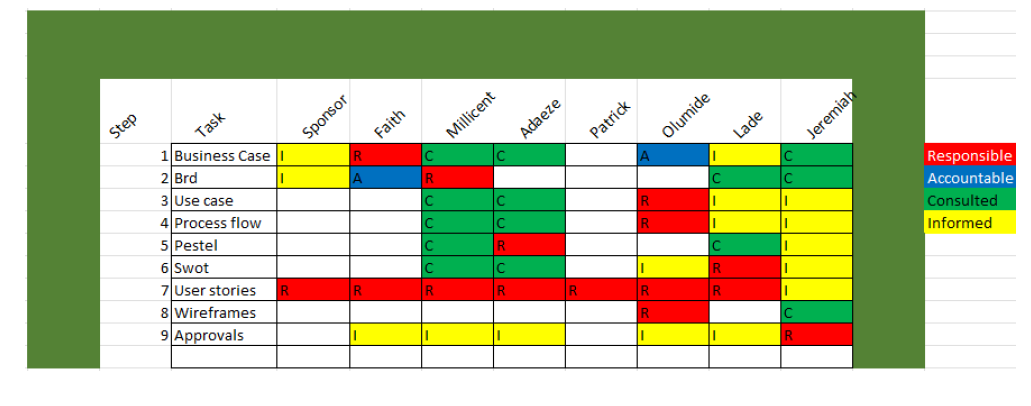 Step Task Sponsor Faith Millicent Adaeze Patrick Olumide Lade Jeremiah
1 Business Case I R C C A I C Responsible
2 Brd I A R C C Accountable
3 Use case C C R I I Consulted
4 Process flow C C R I I Informed
5 Pestel C R C I
6 Swot C C I R I
7 User stories R R R R R R R I
8 Wireframes R C
9 Approvals I I I I I R